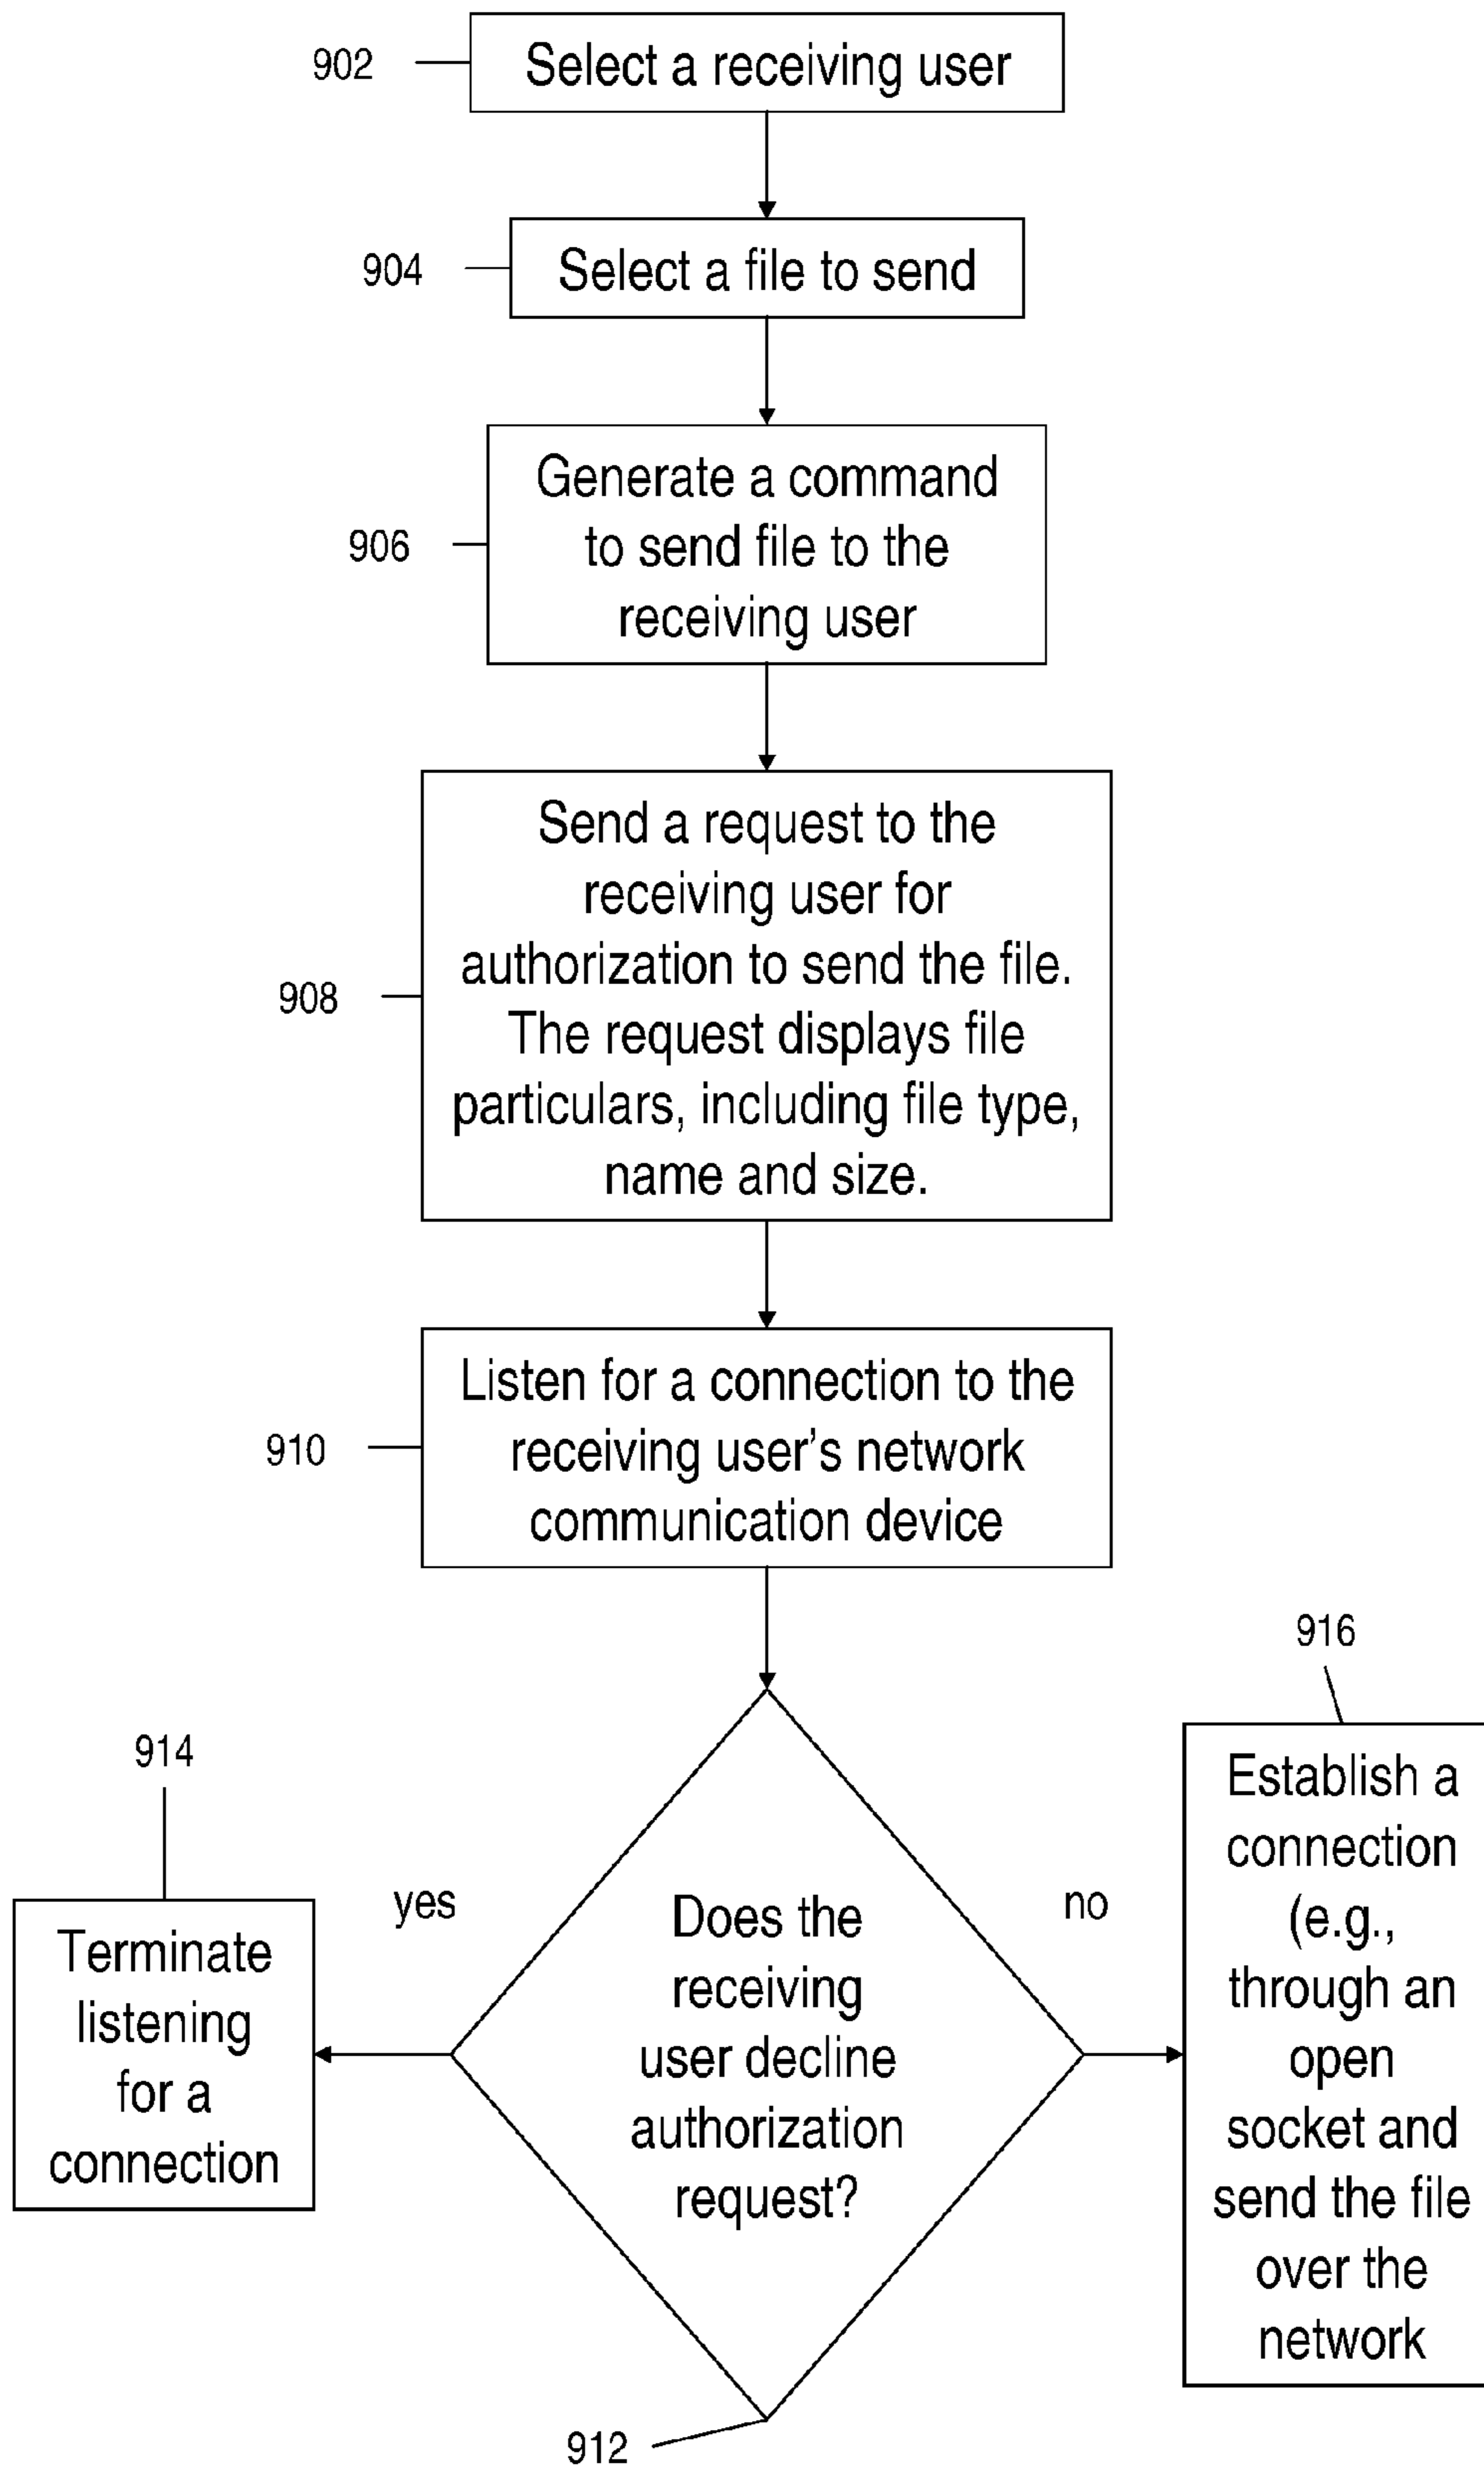 902
Select a receiving user
904
Select a file to send
906
Generate a command
to send file to the
receiving user
908
Send a request to the
receiving user for
authorization to send the file.
The request displays file
particulars, including file type,
name and size.
910
Listen for a connection to the
receiving user's network
communication device
912
Does the
receiving
user decline
authorization
request?
yes
914
Terminate
listening
for a
connection
no
916
Establish a
connection
(e.g.,
through an
open
socket and
send the file
over the
network